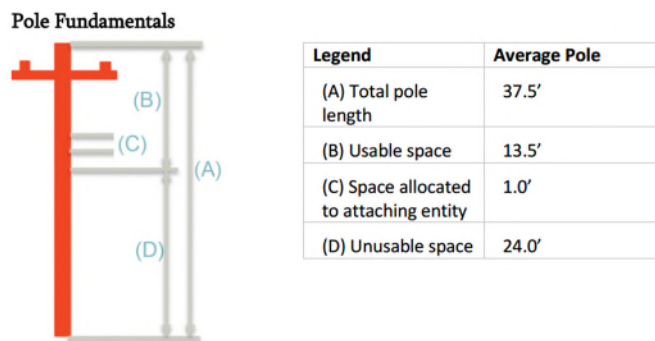 Pole Fundamentals
(B)
(C)
(A)
(D)
Legend Average Pole
(A) Total pole 37.5′
length
(B) Usable space 13.5′
(C) Space allocated 1.0′
to attaching entity
(D) Unusable space 24.0′